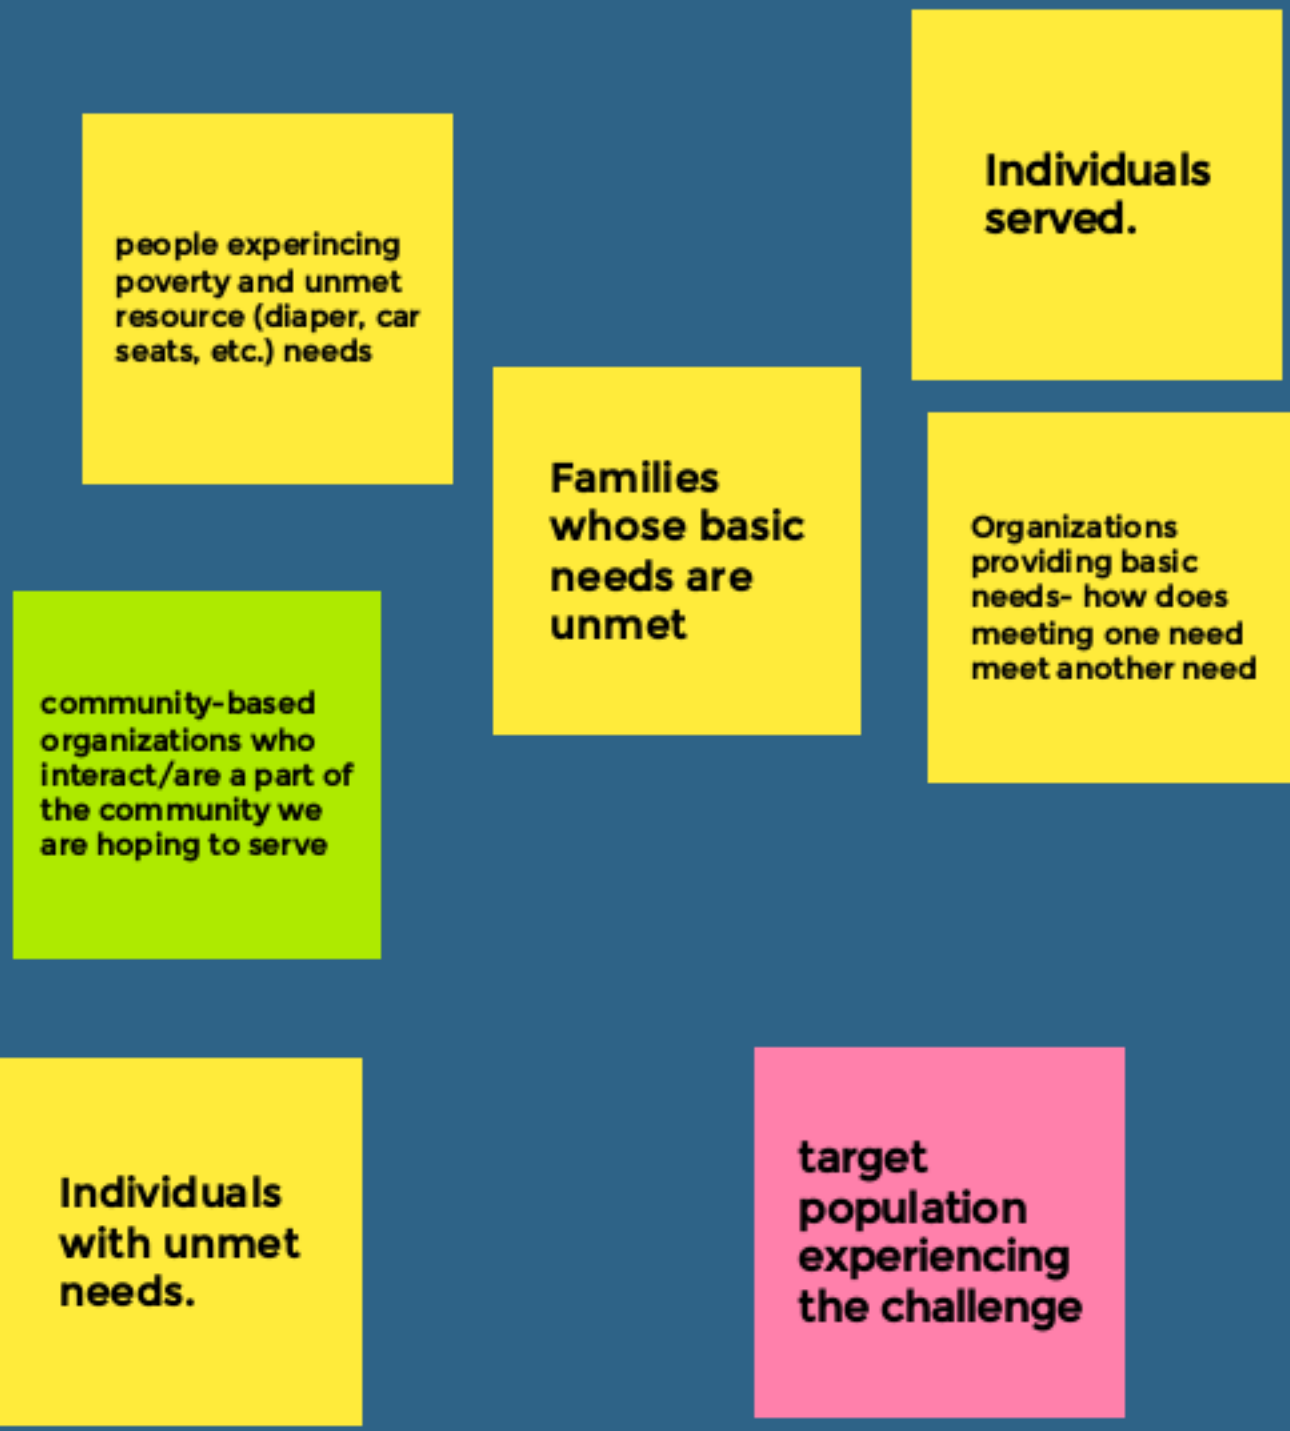 Individuals
served.
people experincing
poverty and unmet
resource (diaper, car
seats, etc.) needs
Families
whose basic
needs are
unmet
Organizations
providing basic
needs- how does
meeting one need
meet another need
community-based
organizations who
interact/are a part of
the community we
are hoping to serve
Individuals
with unmet
needs.
target
population
experiencing
the challenge